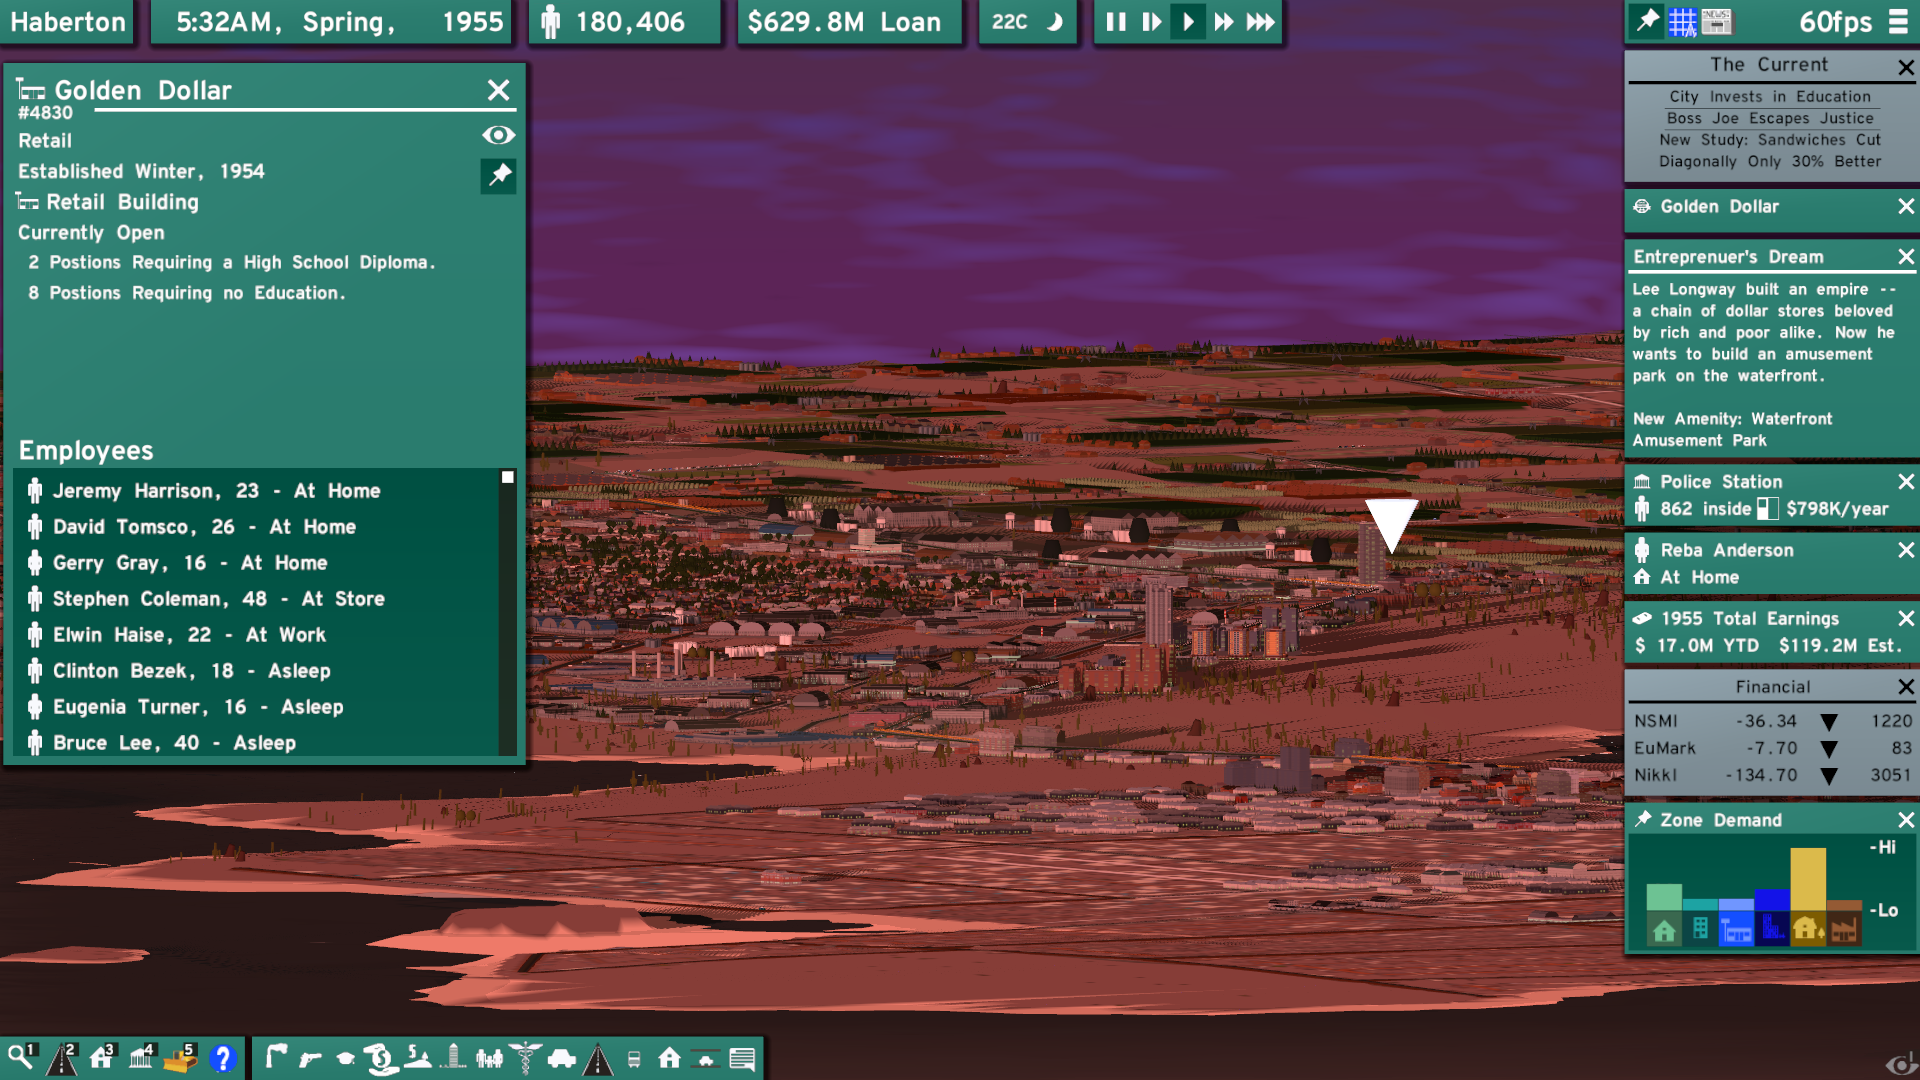 Haberton
5:32AM, Spring, 1955
180,406
$629.8M Loan
22C
60fps
Golden Dollar
#4830
Retail
Established Winter, 1954
Retail Building
Currently Open
2 Postions Requiring a High School Diploma.
8 Postions Requiring no Education.
Employees
Jeremy Harrison, 23 - At Home
David Tomsco, 26 - At Home
Gerry Gray, 16 - At Home
Stephen Coleman, 48 - At Store
Elwin Haise, 22 - At Work
Clinton Bezek, 18 - Asleep
Eugenia Turner, 16 - Asleep
Bruce Lee, 40 - Asleep
The Current
City Invests in Education
Boss Joe Escapes Justice
New Study: Sandwiches Cut
Diagonally Only 30% Better
Golden Dollar
Entreprenuer's Dream
Lee Longway built an empire --
a chain of dollar stores beloved
by rich and poor alike. Now he
wants to build an amusement
park on the waterfront.
New Amenity: Waterfront
Amusement Park
Police Station
862 inside $798K/year
Reba Anderson
At Home
1955 Total Earnings
$ 17.0M YTD $119.2M Est.
Financial
NSMI -36.34 ▼ 1220
EuMark -7.70 ▼ 83
NikkI -134.70 ▼ 3051
Zone Demand
-Hi
-Lo
1 2 3 4 5 ?